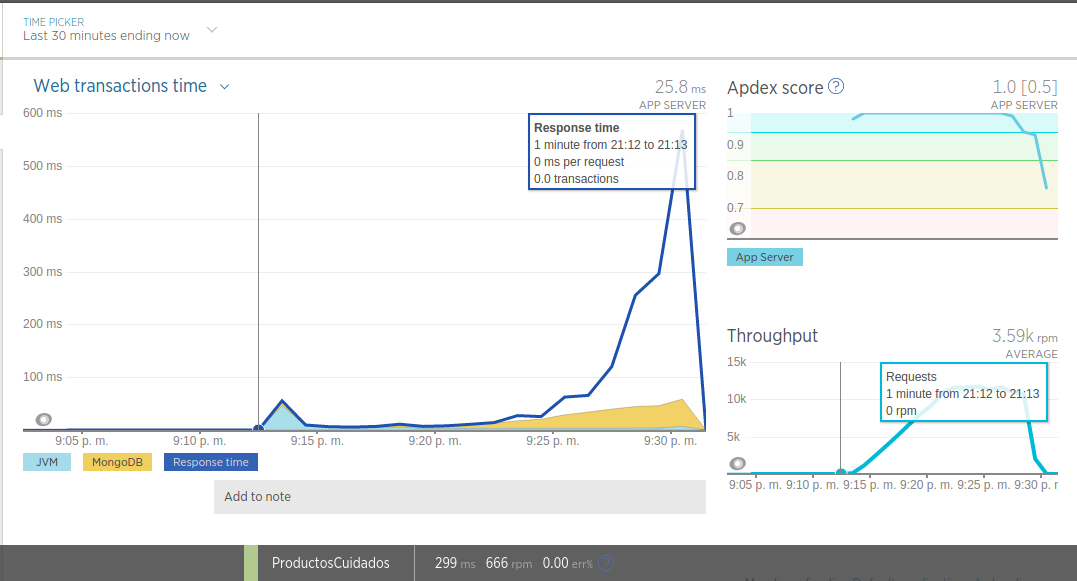 TIME PICKER
Last 30 minutes ending now
Web transactions time
25.8 ms
APP SERVER
600 ms
500 ms
400 ms
300 ms
200 ms
100 ms
Response time
1 minute from 21:12 to 21:13
0 ms per request
0.0 transactions
9:05 p. m. 9:10 p. m. 9:15 p. m. 9:20 p. m. 9:25 p. m. 9:30 p. m.
JVM MongoDB Response time
Add to note
Apdex score ?
1.0 [0.5]
APP SERVER
1
0.9
0.8
0.7
App Server
Throughput
3.59k rpm
AVERAGE
15k
10k
5k
Requests
1 minute from 21:12 to 21:13
0 rpm
9:05 p. m. 9:10 p. m. 9:15 p. m. 9:20 p. m. 9:25 p. m. 9:30 p. r
ProductosCuidados 299 ms 666 rpm 0.00 err% ?